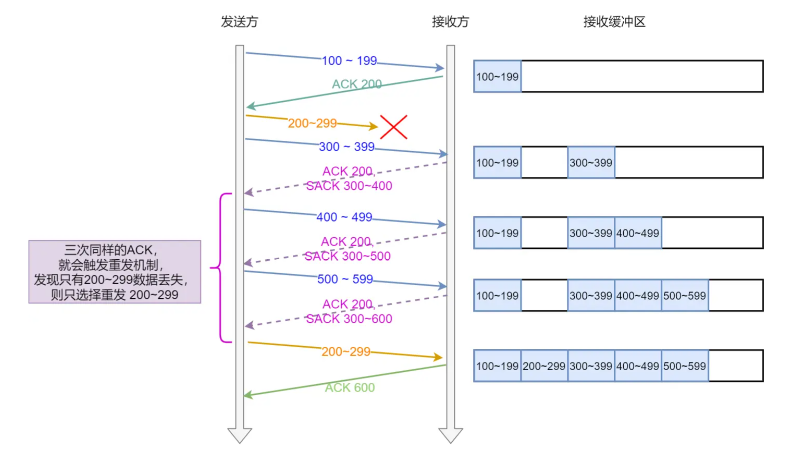 发送方
接收方
接收缓冲区
100 ~ 199
100~199
ACK 200
200~299
300 ~ 399
100~199
300~399
ACK 200,
SACK 300~400
400 ~ 499
100~199
300~399
400~499
ACK 200,
SACK 300~500
三次同样的ACK，
就会触发重发机制，
发现只有200~299数据丢失，
则只选择重发 200~299
500 ~ 599
100~199
300~399
400~499
500~599
ACK 200,
SACK 300~600
200~299
100~199
200~299
300~399
400~499
500~599
ACK 600